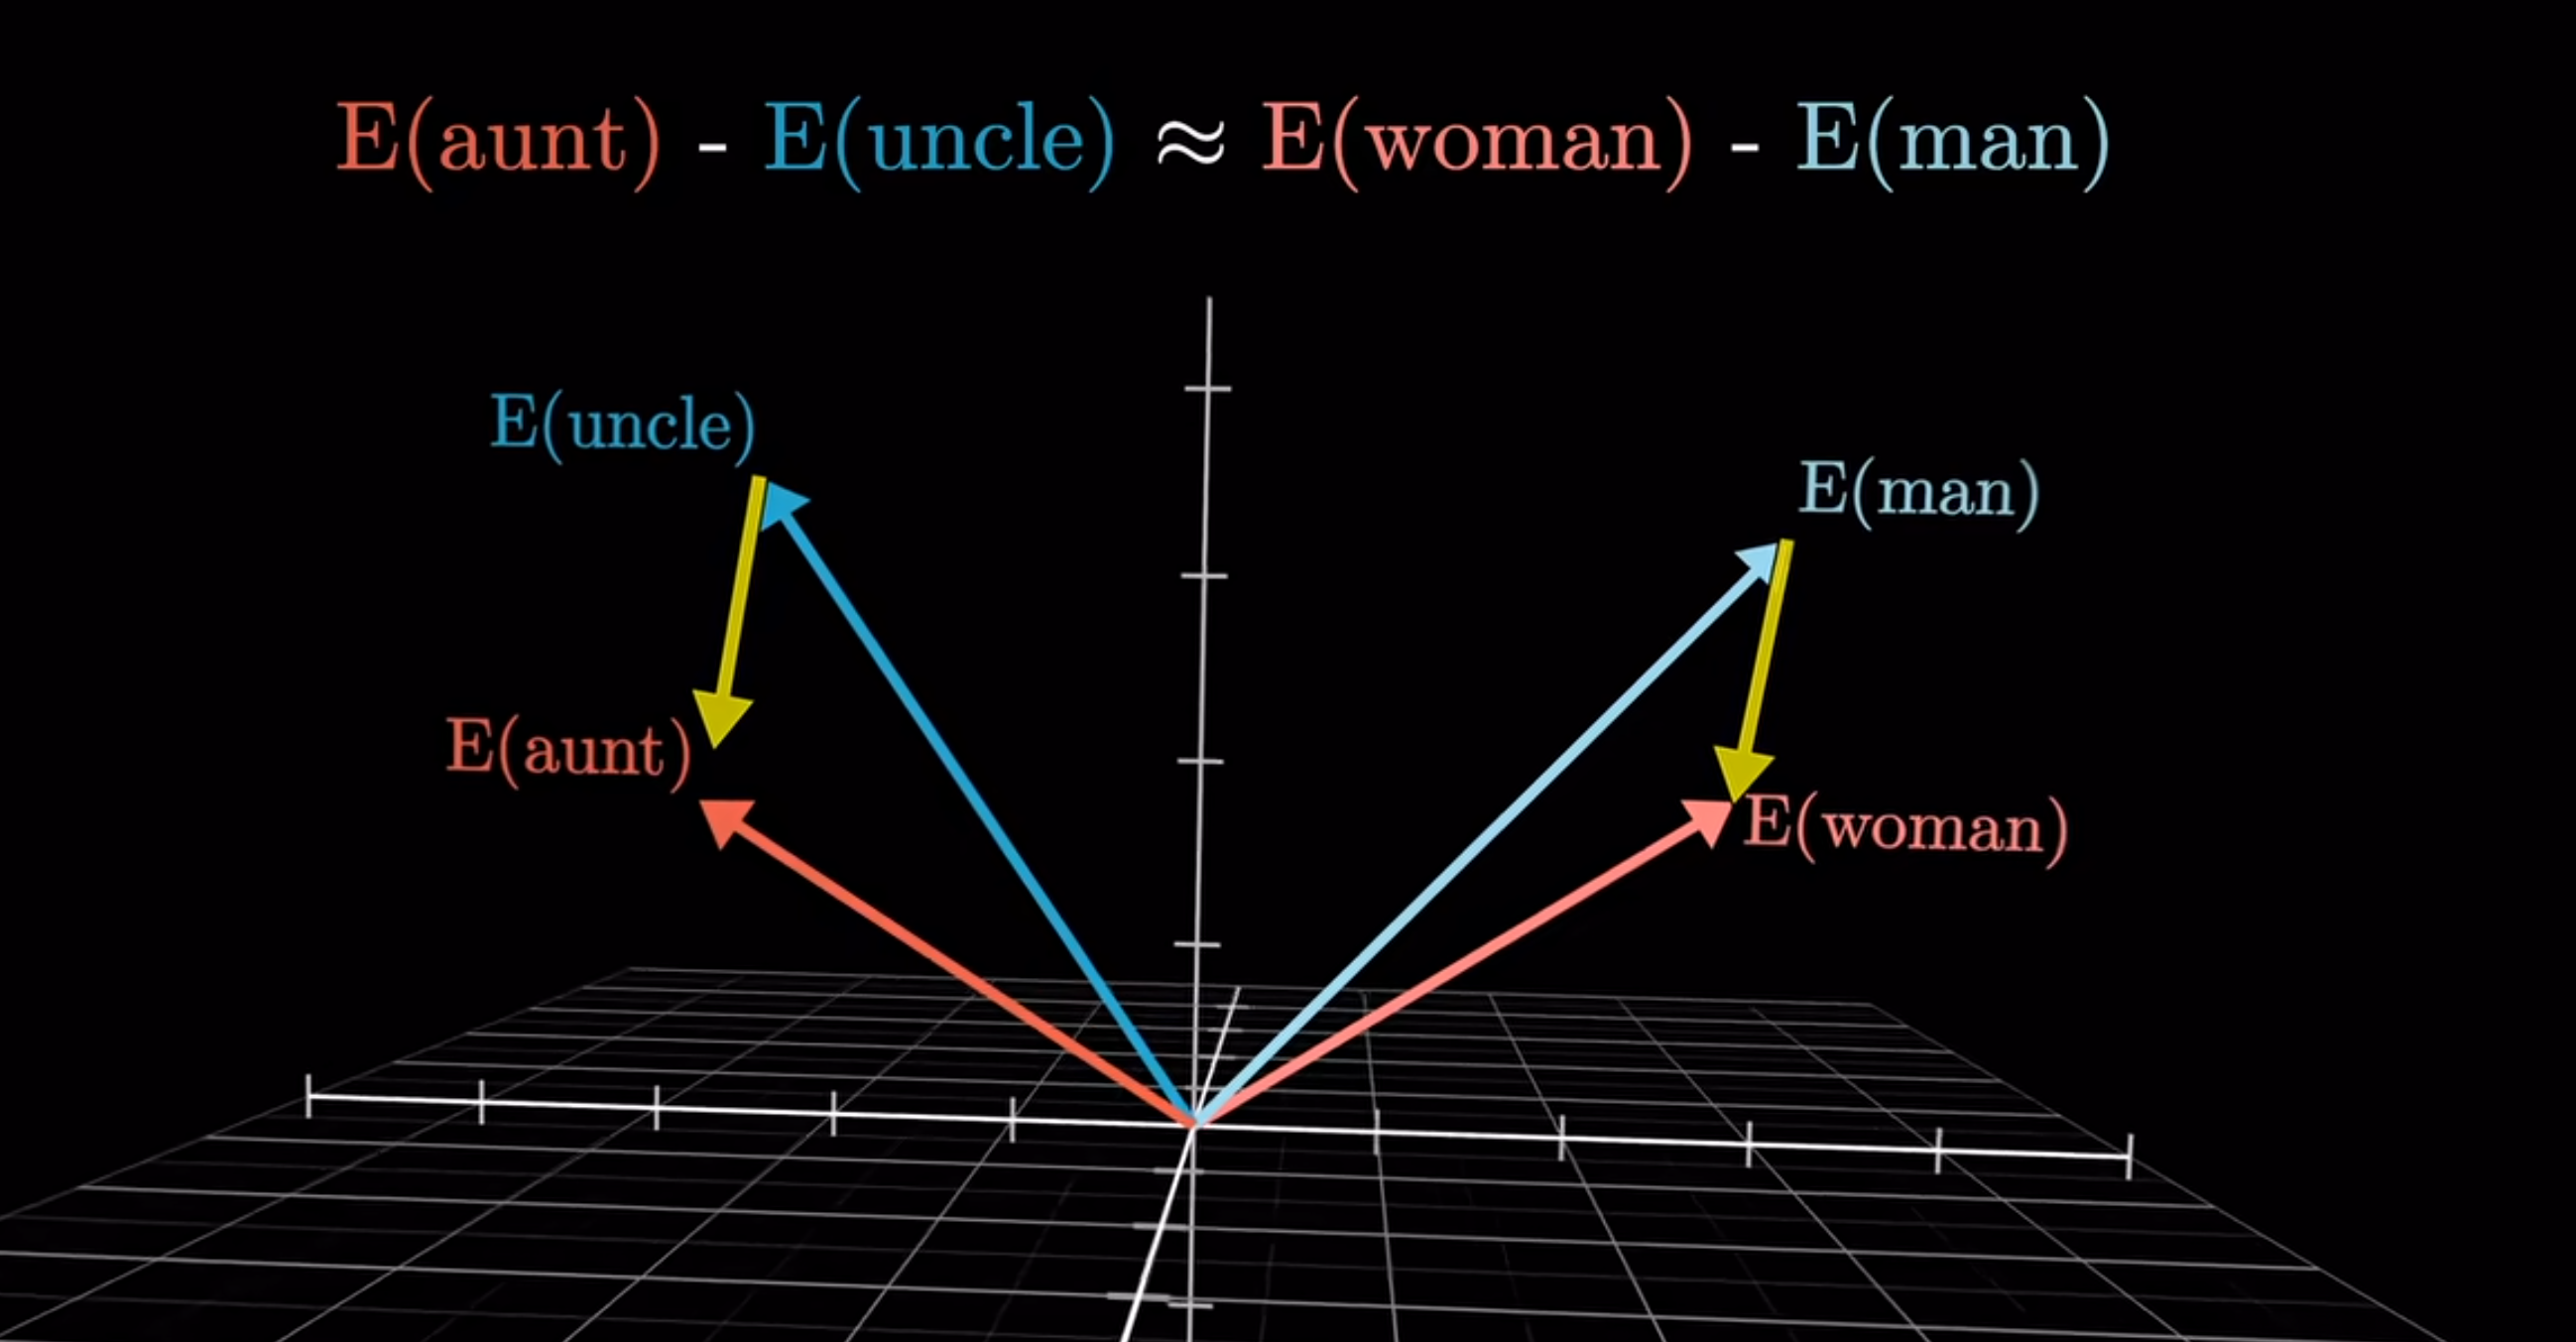 E(aunt) - E(uncle) ≈ E(woman) - E(man)
E(uncle)
E(man)
E(aunt)
E(woman)